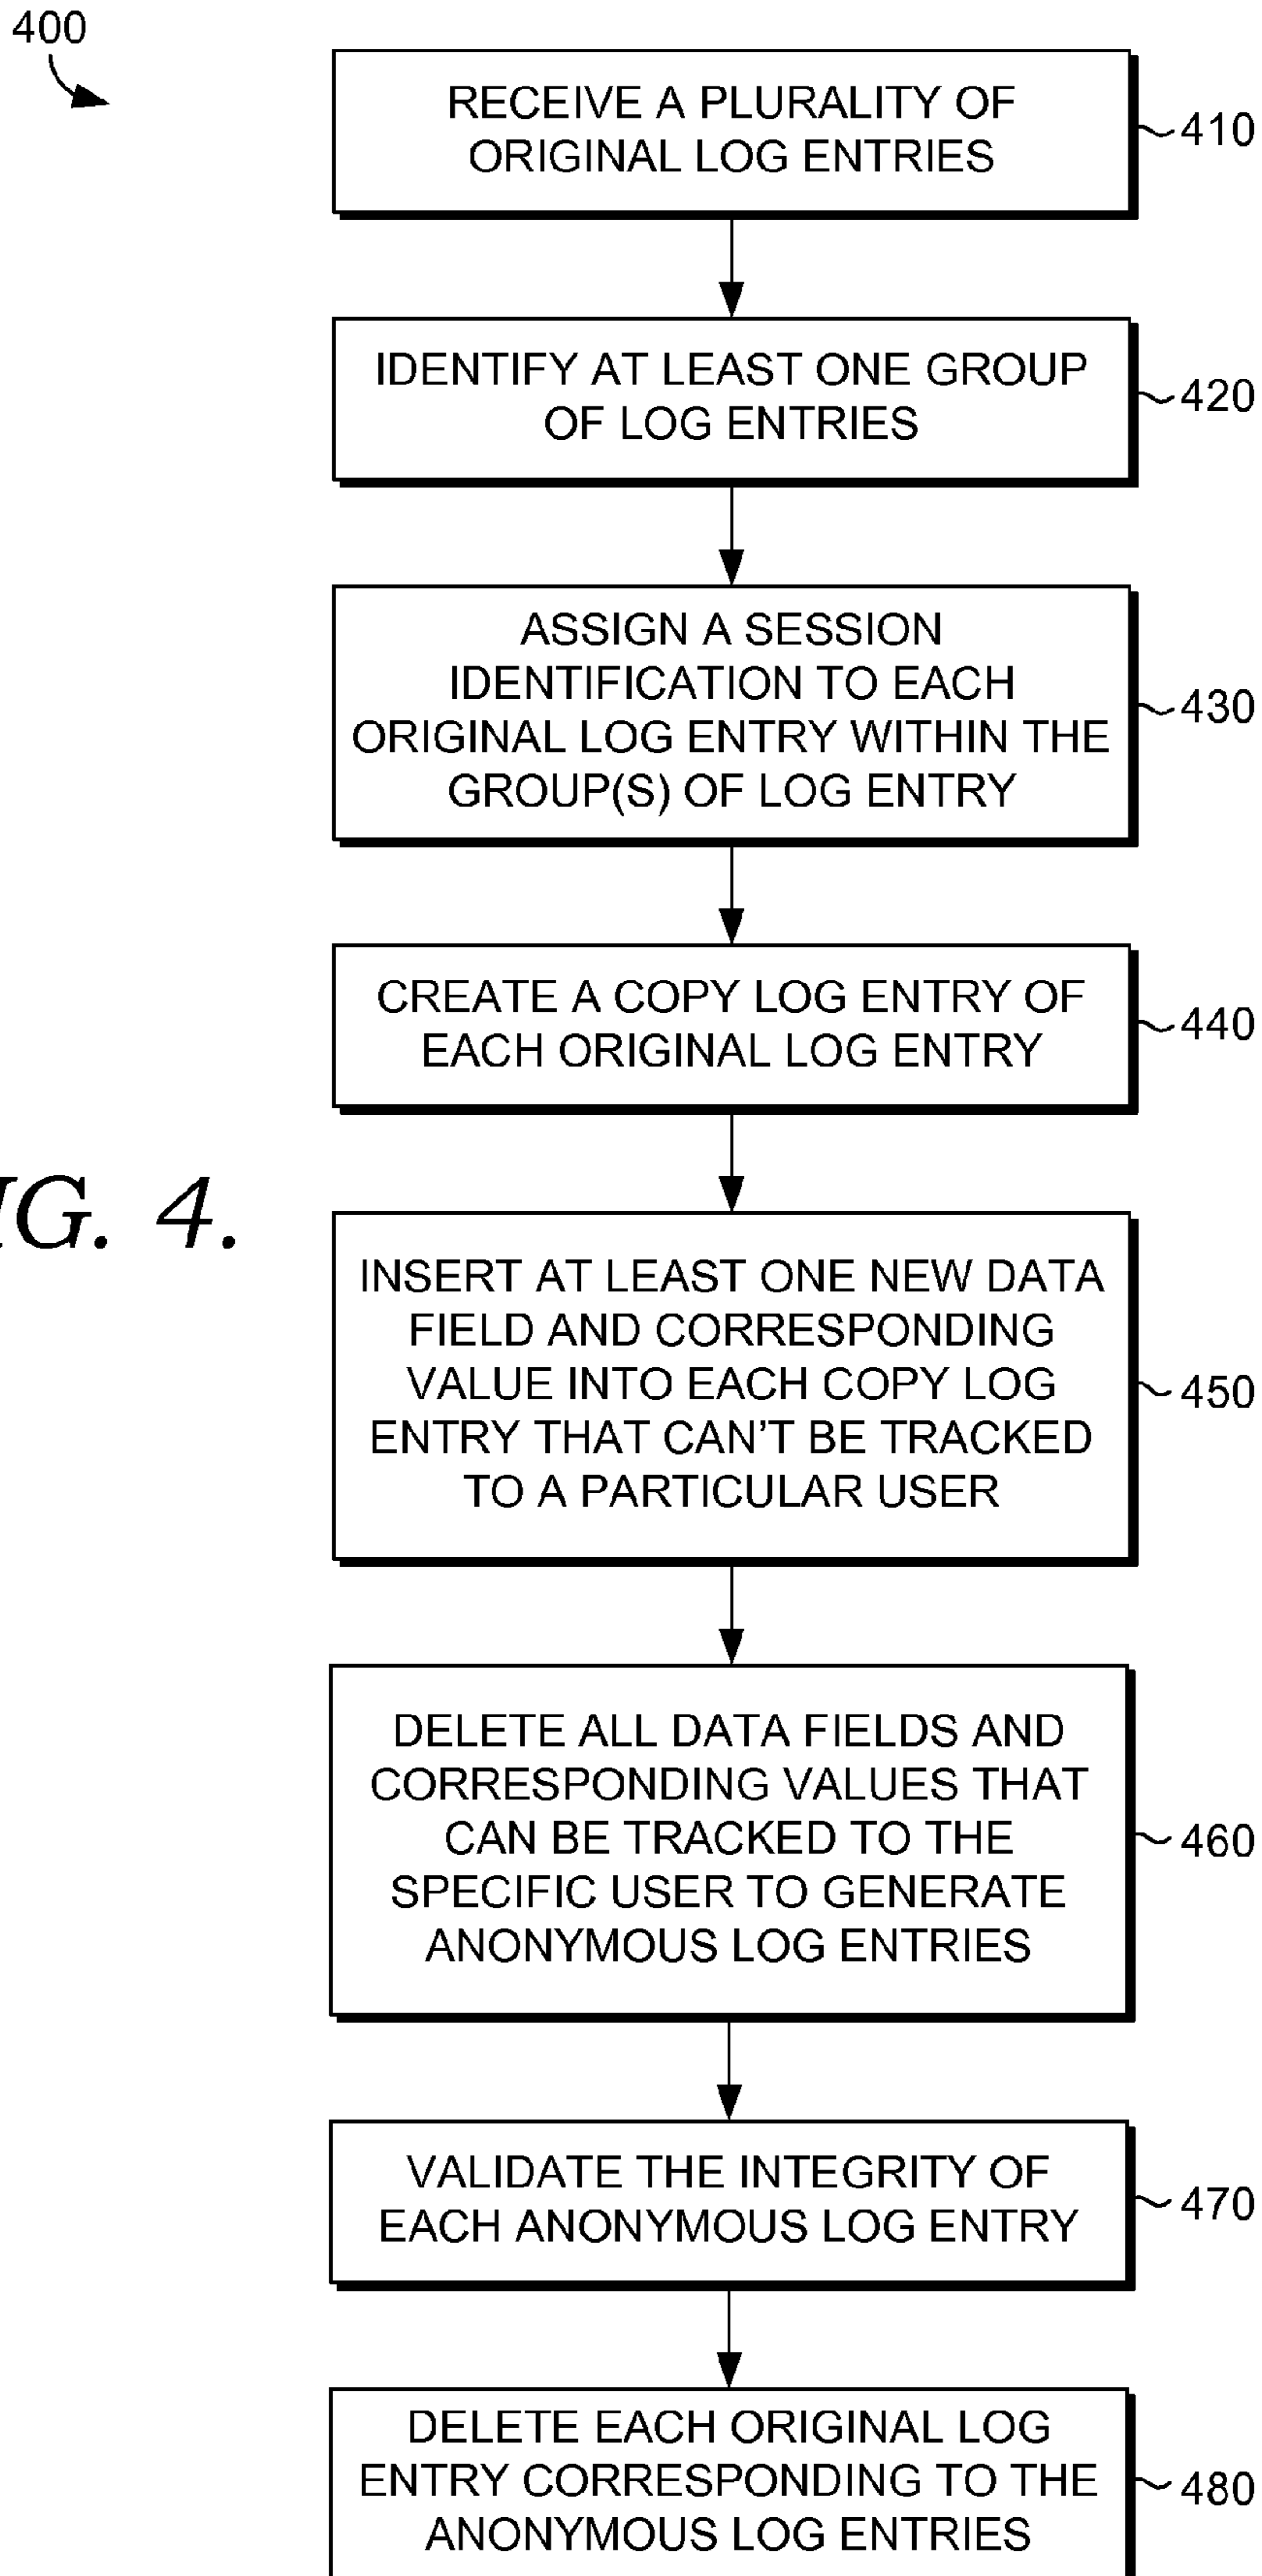 400
RECEIVE A PLURALITY OF
ORIGINAL LOG ENTRIES
410
IDENTIFY AT LEAST ONE GROUP
OF LOG ENTRIES
420
ASSIGN A SESSION
IDENTIFICATION TO EACH
ORIGINAL LOG ENTRY WITHIN THE
GROUP(S) OF LOG ENTRY
430
CREATE A COPY LOG ENTRY OF
EACH ORIGINAL LOG ENTRY
440
IG. 4.
INSERT AT LEAST ONE NEW DATA
FIELD AND CORRESPONDING
VALUE INTO EACH COPY LOG
ENTRY THAT CAN'T BE TRACKED
TO A PARTICULAR USER
450
DELETE ALL DATA FIELDS AND
CORRESPONDING VALUES THAT
CAN BE TRACKED TO THE
SPECIFIC USER TO GENERATE
ANONYMOUS LOG ENTRIES
460
VALIDATE THE INTEGRITY OF
EACH ANONYMOUS LOG ENTRY
470
DELETE EACH ORIGINAL LOG
ENTRY CORRESPONDING TO THE
ANONYMOUS LOG ENTRIES
480